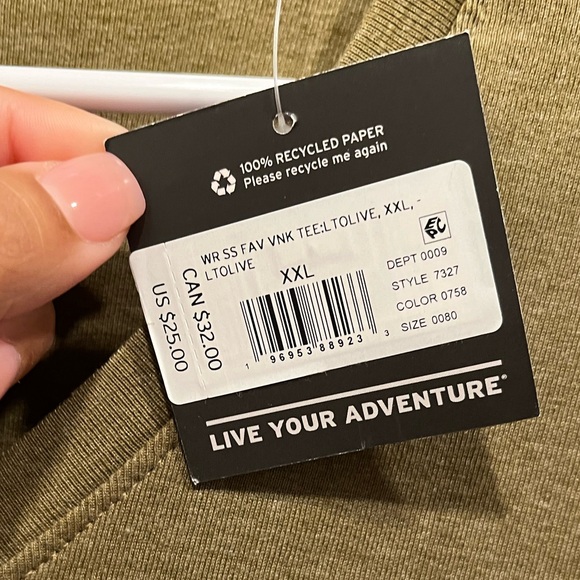 100% RECYCLED PAPER
Please recycle me again
WR SS FAV VNK TEE:LTOLIVE, XXL, -
LTOLIVE
XXL
DEPT 0009
STYLE 7327
COLOR 0758
SIZE 0080
CAN $32.00
US $25.00
1 96953 88923 3
LIVE YOUR ADVENTURE®